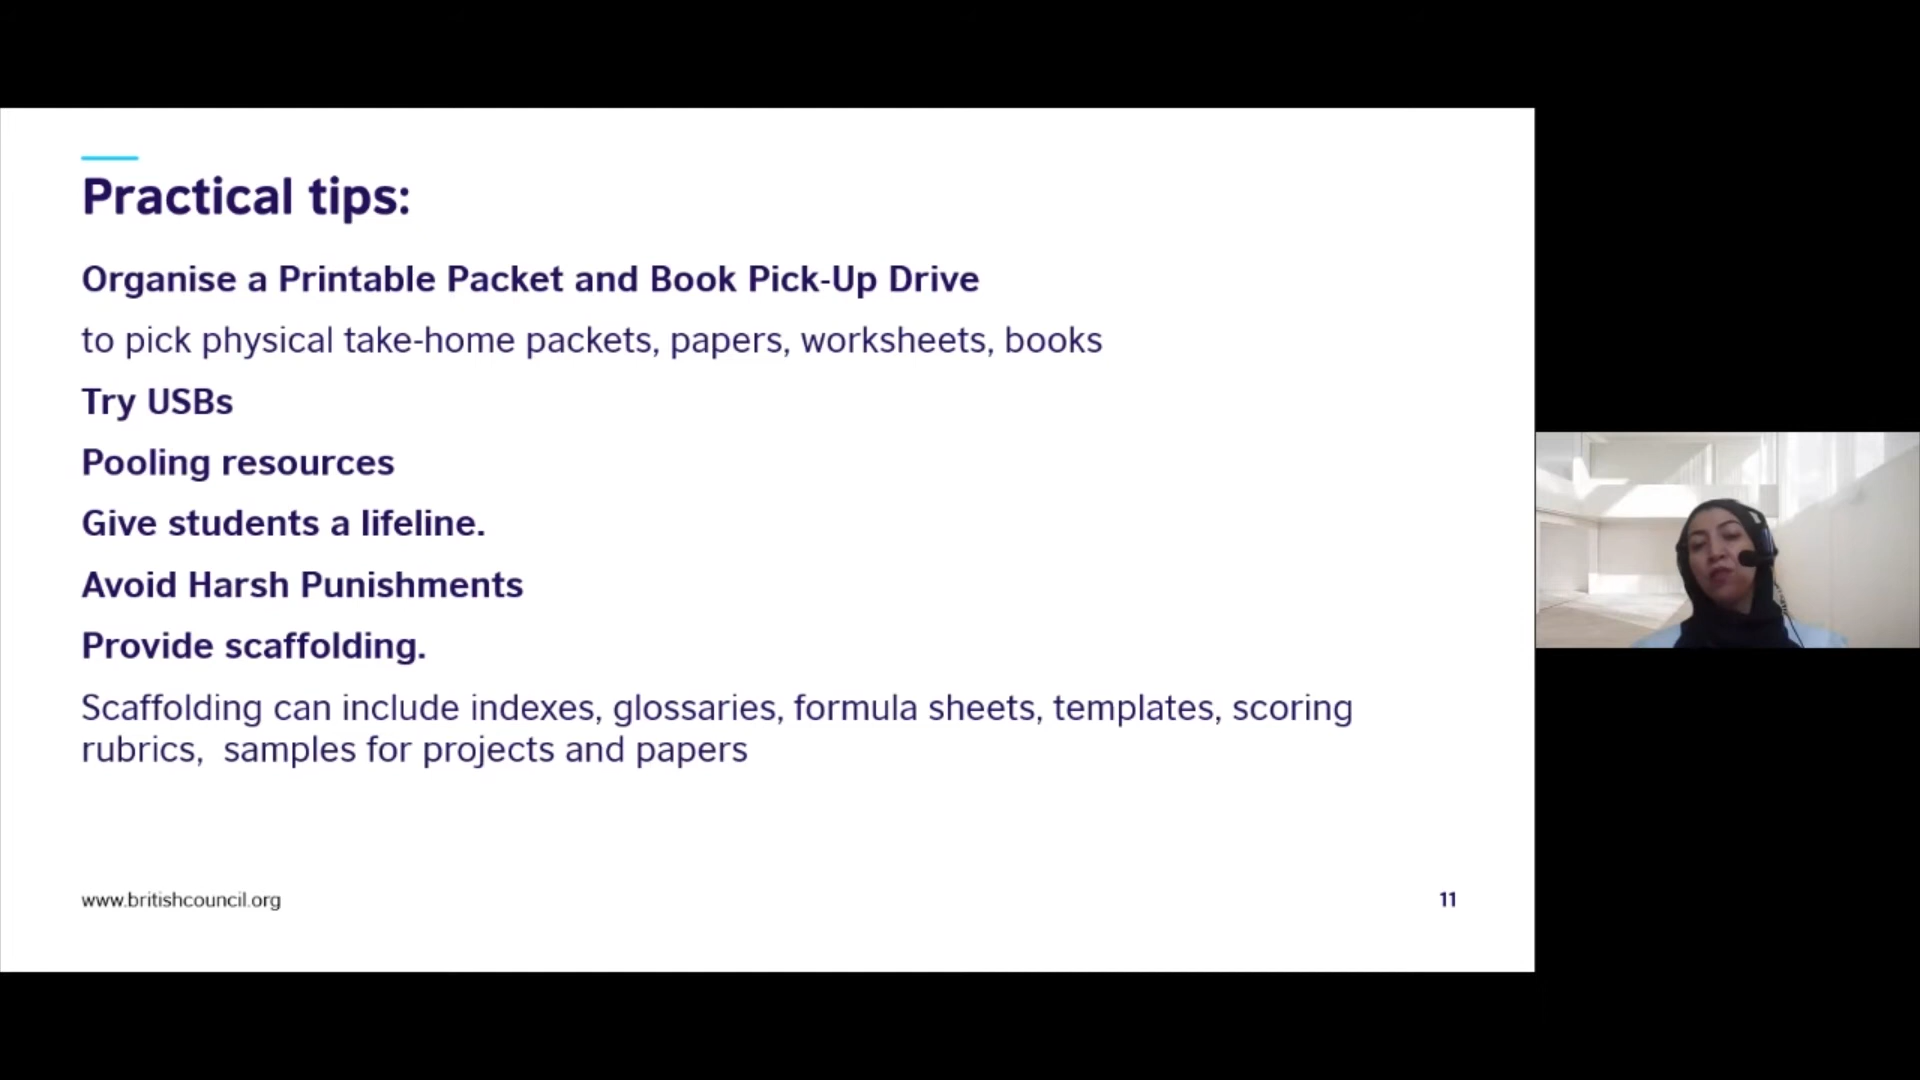 Practical tips:
Organise a Printable Packet and Book Pick-Up Drive
to pick physical take-home packets, papers, worksheets, books
Try USBs
Pooling resources
Give students a lifeline.
Avoid Harsh Punishments
Provide scaffolding.
Scaffolding can include indexes, glossaries, formula sheets, templates, scoring
rubrics,  samples for projects and papers
www.britishcouncil.org
11